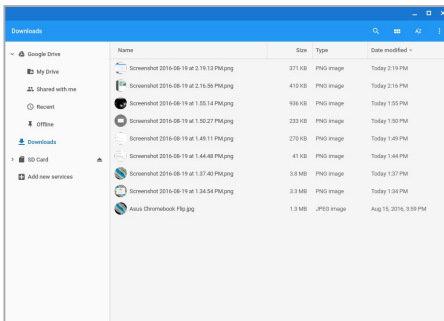 Downloads
Google Drive
My Drive
Shared with me
Recent
Offline
Downloads
SD Card
Add new services
Name Size Type Date modified
Screenshot 2016-08-19 at 2.19.13 PM.png 371 KB PNG image Today 2:19 PM
Screenshot 2016-08-19 at 2.16.56 PM.png 410 KB PNG image Today 2:16 PM
Screenshot 2016-08-19 at 1.55.14 PM.png 936 KB PNG image Today 1:55 PM
Screenshot 2016-08-19 at 1.50.27 PM.png 233 KB PNG image Today 1:50 PM
Screenshot 2016-08-19 at 1.49.11 PM.png 270 KB PNG image Today 1:49 PM
Screenshot 2016-08-19 at 1.44.48 PM.png 41 KB PNG image Today 1:44 PM
Screenshot 2016-08-19 at 1.37.40 PM.png 3.8 MB PNG image Today 1:37 PM
Screenshot 2016-08-19 at 1.34.54 PM.png 3.3 MB PNG image Today 1:34 PM
Asus Chromebook Flip.jpg 1.3 MB JPEG image Aug 15, 2016, 3:59 PM